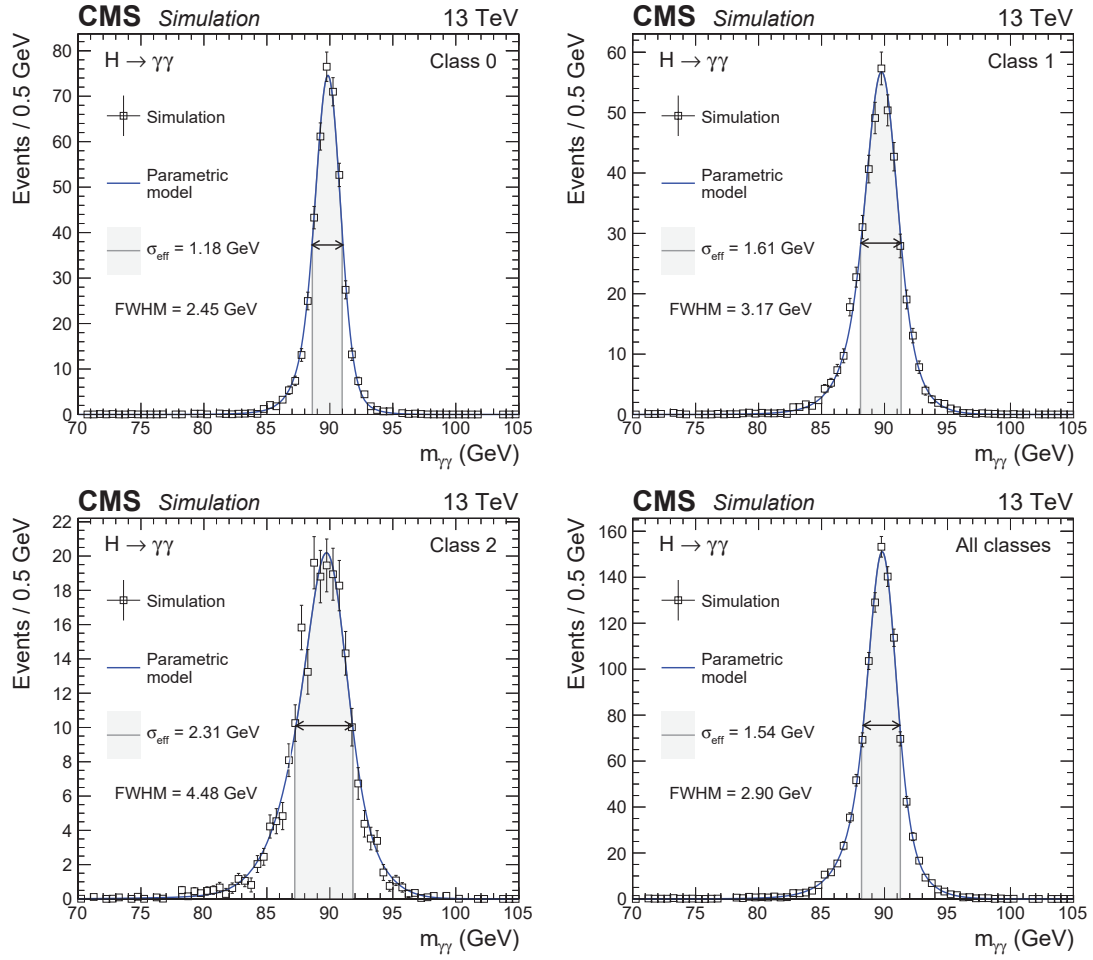 CMS Simulation 13 TeV
H → γγ Class 0
Simulation
Parametric
model
σeff = 1.18 GeV
FWHM = 2.45 GeV
Events / 0.5 GeV
0 10 20 30 40 50 60 70 80
70 75 80 85 90 95 100 105
mγγ (GeV)
CMS Simulation 13 TeV
H → γγ Class 1
Simulation
Parametric
model
σeff = 1.61 GeV
FWHM = 3.17 GeV
Events / 0.5 GeV
0 10 20 30 40 50 60
70 75 80 85 90 95 100 105
mγγ (GeV)
CMS Simulation 13 TeV
H → γγ Class 2
Simulation
Parametric
model
σeff = 2.31 GeV
FWHM = 4.48 GeV
Events / 0.5 GeV
0 2 4 6 8 10 12 14 16 18 20 22
70 75 80 85 90 95 100 105
mγγ (GeV)
CMS Simulation 13 TeV
H → γγ All classes
Simulation
Parametric
model
σeff = 1.54 GeV
FWHM = 2.90 GeV
Events / 0.5 GeV
0 20 40 60 80 100 120 140 160
70 75 80 85 90 95 100 105
mγγ (GeV)